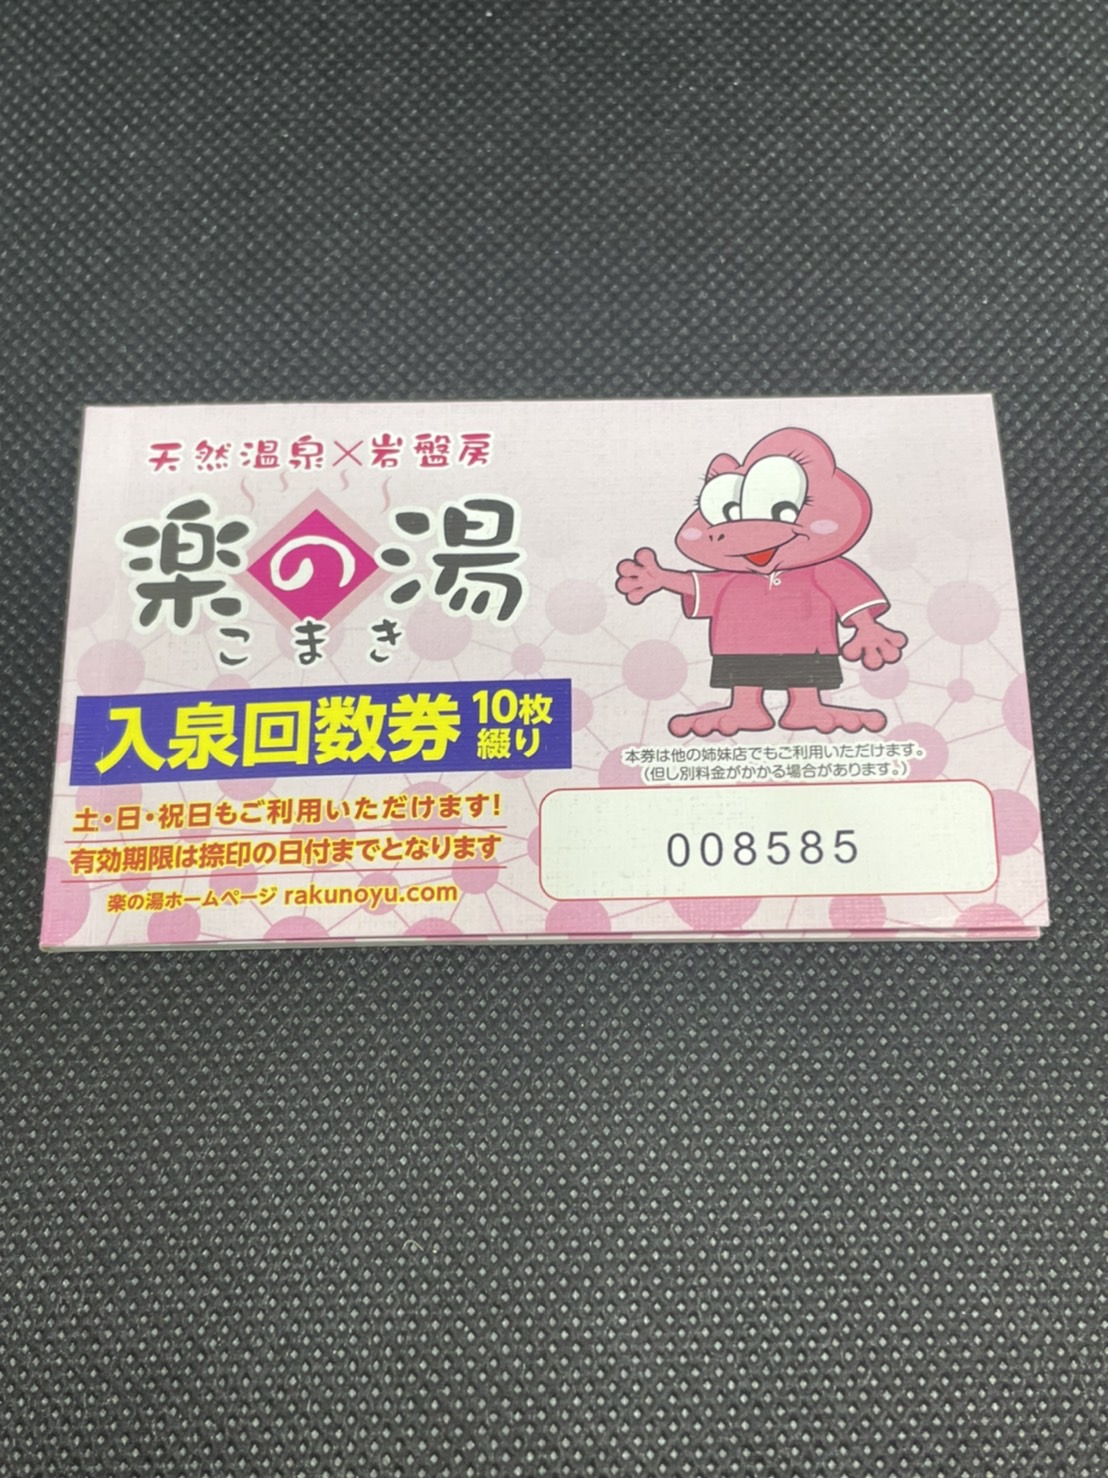 天然温泉×岩盤房
楽の湯
こまき
入泉回数券 10枚綴り
土・日・祝日もご利用いただけます!
有効期限は捺印の日付までとなります
楽の湯ホームページ rakunoyu.com
本券は他の姉妹店でもご利用いただけます。
(但し別料金がかかる場合があります。)
008585